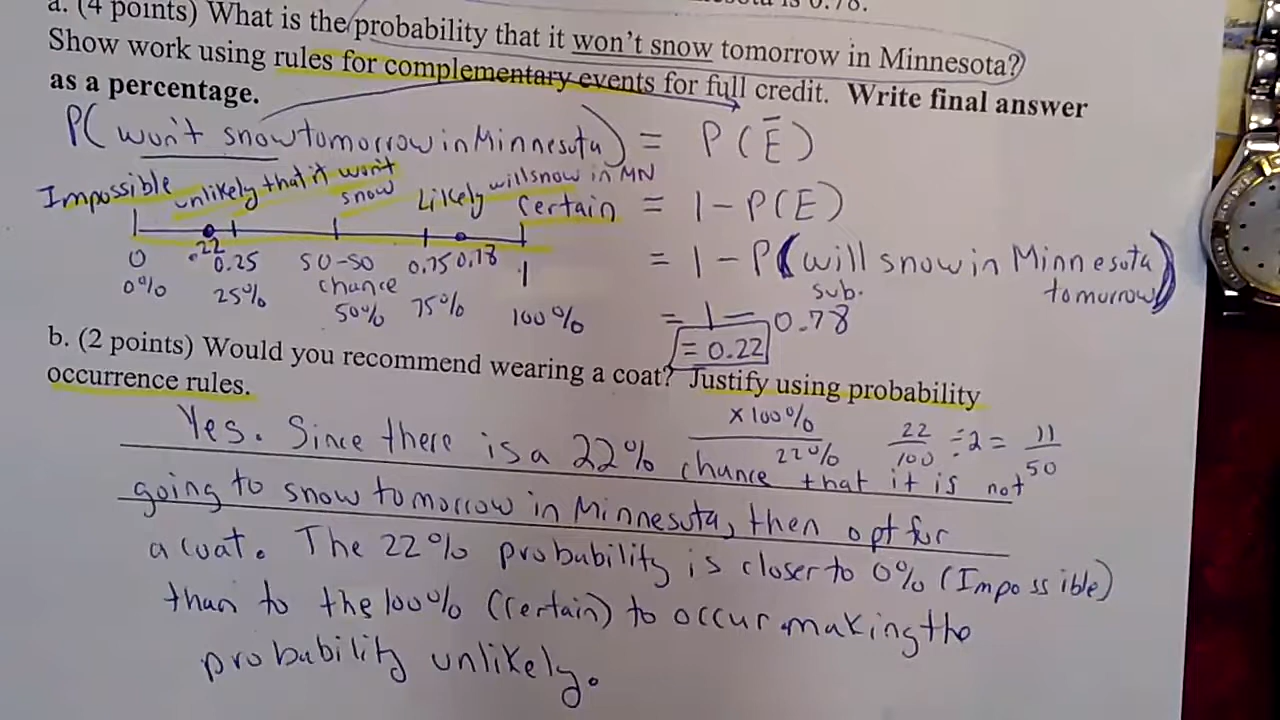 sota is 0.78.
a. (4 points) What is the probability that it won't snow tomorrow in Minnesota?
Show work using rules for complementary events for full credit. Write final answer
as a percentage.
P(won't snow tomorrow in Minnesota) = P(Ē)
Impossible unlikely that it won't snow Likely will snow in MN Certain
= 1 - P(E)
0 .22 0.25 50-50 chance 0.75 0.78 1
0% 25% 50% 75% 100%
= 1 - P(will snow in Minnesota tomorrow)
sub.
= 1 - 0.78
= 0.22
b. (2 points) Would you recommend wearing a coat? Justify using probability
occurrence rules.
x 100%
22%
22/100 ÷ 2 = 11/50
Yes. Since there is a 22% chance that it is not
going to snow tomorrow in Minnesota, then opt for
a coat. The 22% probability is closer to 0% (Impossible)
than to the 100% (Certain) to occur making the
probability unlikely.